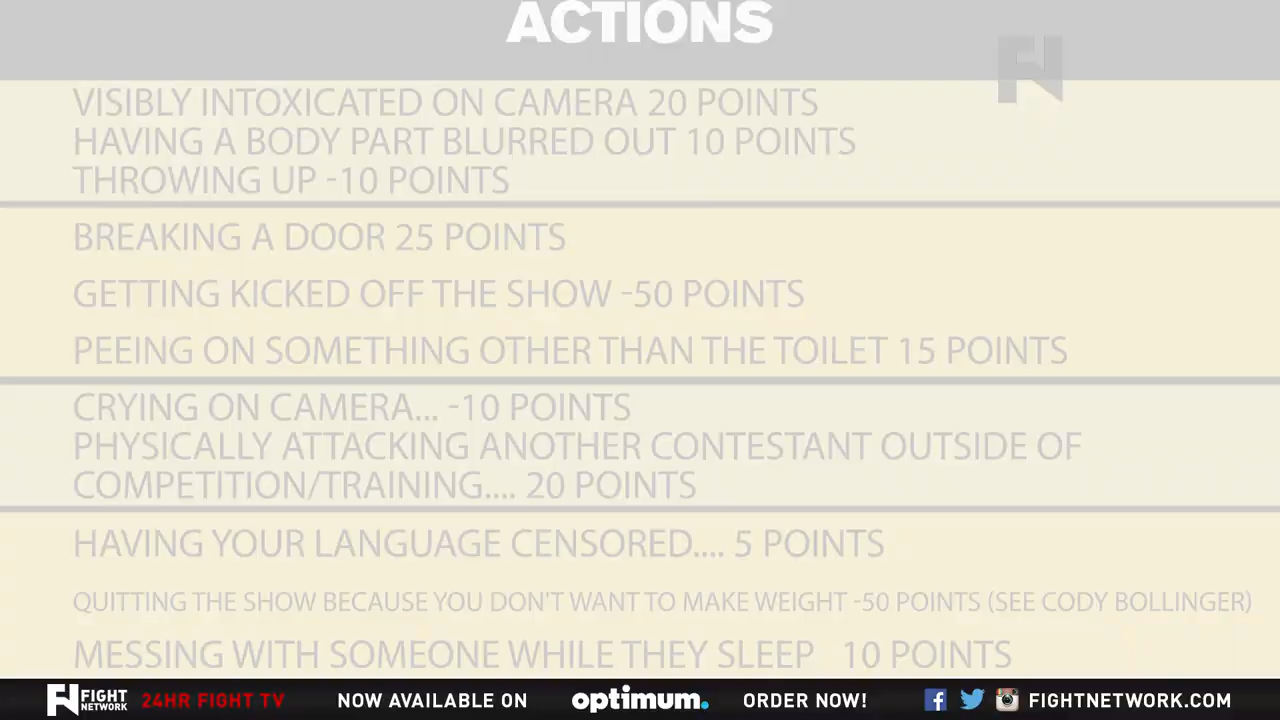 ACTIONS
VISIBLY INTOXICATED ON CAMERA 20 POINTS
HAVING A BODY PART BLURRED OUT 10 POINTS
THROWING UP -10 POINTS
BREAKING A DOOR 25 POINTS
GETTING KICKED OFF THE SHOW -50 POINTS
PEEING ON SOMETHING OTHER THAN THE TOILET 15 POINTS
CRYING ON CAMERA... -10 POINTS
PHYSICALLY ATTACKING ANOTHER CONTESTANT OUTSIDE OF
COMPETITION/TRAINING.... 20 POINTS
HAVING YOUR LANGUAGE CENSORED.... 5 POINTS
QUITTING THE SHOW BECAUSE YOU DON'T WANT TO MAKE WEIGHT -50 POINTS (SEE CODY BOLLINGER)
MESSING WITH SOMEONE WHILE THEY SLEEP 10 POINTS
FIGHT NETWORK 24HR FIGHT TV NOW AVAILABLE ON optimum. ORDER NOW! FIGHTNETWORK.COM